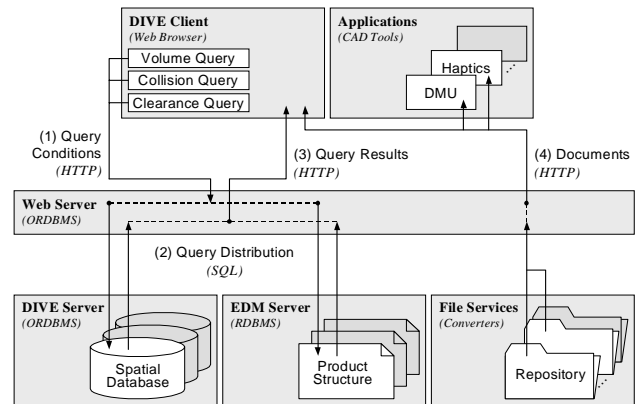 DIVE Client
(Web Browser)
Volume Query
Collision Query
Clearance Query
Applications
(CAD Tools)
Haptics
DMU
(1) Query
Conditions
(HTTP)
(3) Query Results
(HTTP)
(4) Documents
(HTTP)
Web Server
(ORDBMS)
(2) Query Distribution
(SQL)
DIVE Server
(ORDBMS)
Spatial
Database
EDM Server
(RDBMS)
Product
Structure
File Services
(Converters)
Repository